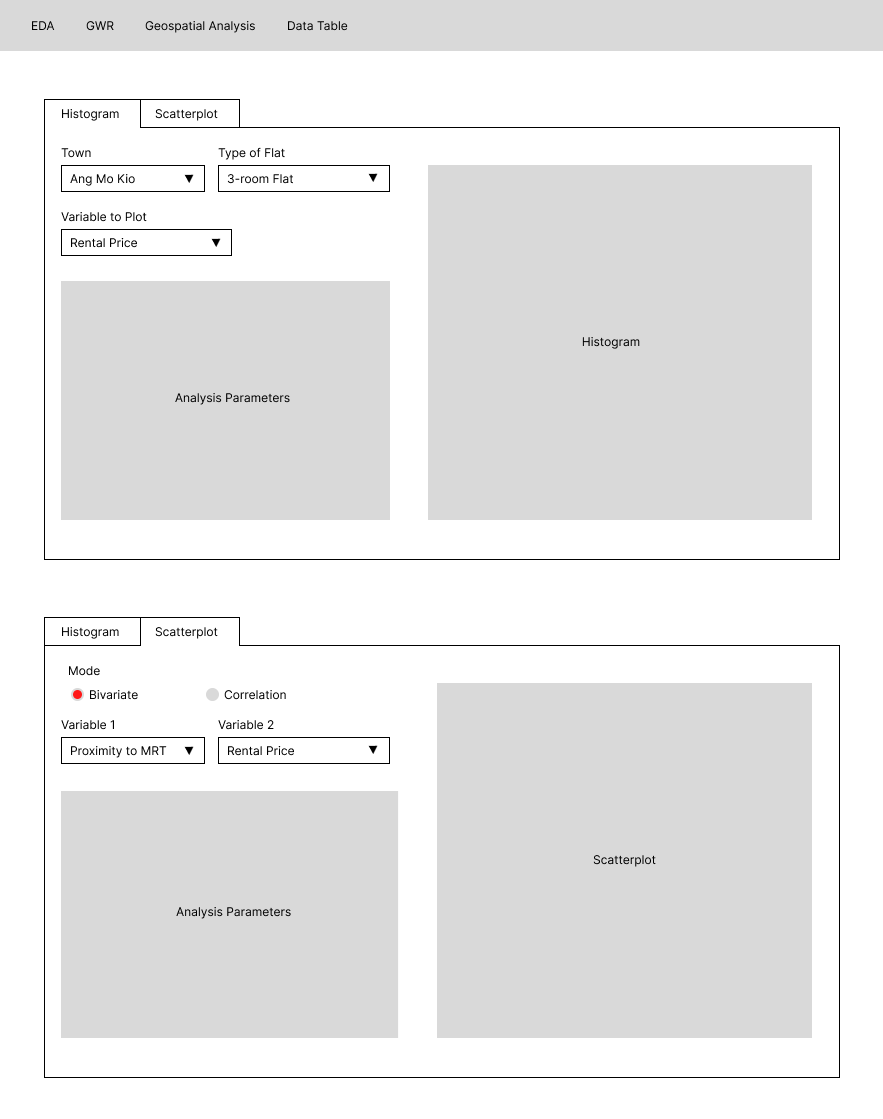 EDA GWR Geospatial Analysis Data Table
Histogram Scatterplot
Town Type of Flat
Ang Mo Kio ▼ 3-room Flat ▼
Variable to Plot
Rental Price ▼
Histogram
Analysis Parameters
Histogram Scatterplot
Mode
Bivariate Correlation
Variable 1 Variable 2
Proximity to MRT ▼ Rental Price ▼
Scatterplot
Analysis Parameters